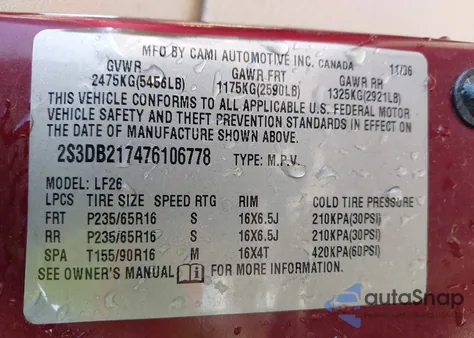 MFD BY CAMI AUTOMOTIVE INC. CANADA 11/06
GVWR GAWR FRT GAWR RR
2475KG(5456LB) 1175KG(2590LB) 1325KG(2921LB)
THIS VEHICLE CONFORMS TO ALL APPLICABLE U.S. FEDERAL MOTOR
VEHICLE SAFETY AND THEFT PREVENTION STANDARDS IN EFFECT ON
THE DATE OF MANUFACTURE SHOWN ABOVE.
2S3DB217476106778 TYPE: M.P.V.
MODEL: LF26
LPCS TIRE SIZE SPEED RTG RIM COLD TIRE PRESSURE
FRT P235/65R16 S 16X6.5J 210KPA(30PSI)
RR P235/65R16 S 16X6.5J 210KPA(30PSI)
SPA T155/90R16 M 16X4T 420KPA(60PSI)
SEE OWNER'S MANUAL FOR MORE INFORMATION.
autoSnap